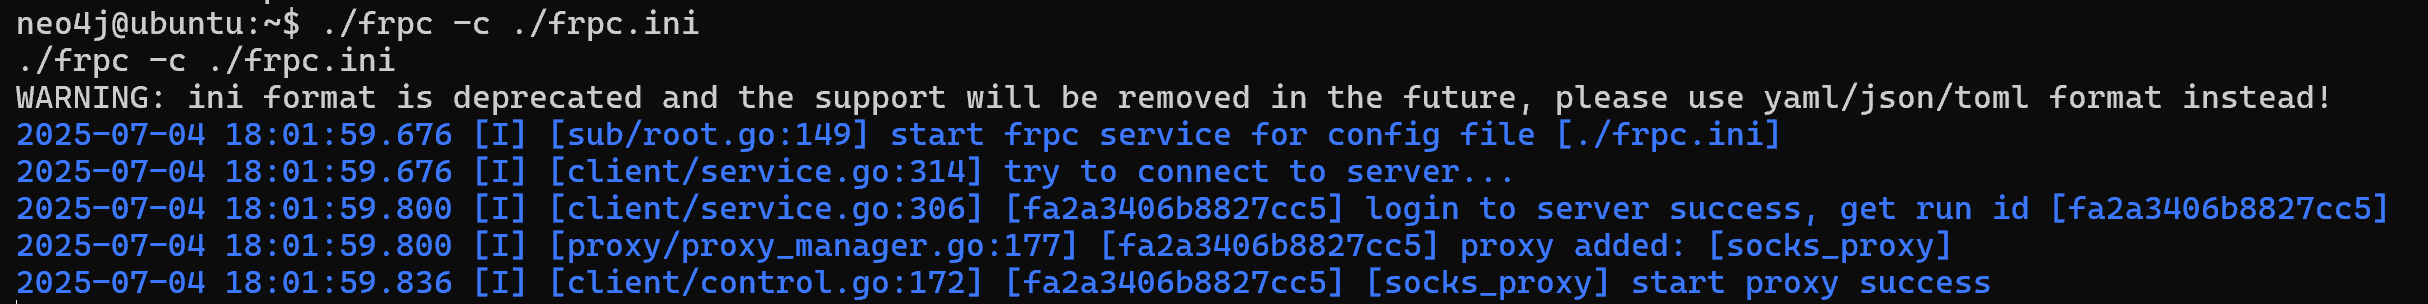 neo4j@ubuntu:~$ ./frpc -c ./frpc.ini
./frpc -c ./frpc.ini
WARNING: ini format is deprecated and the support will be removed in the future, please use yaml/json/toml format instead!
2025-07-04 18:01:59.676 [I] [sub/root.go:149] start frpc service for config file [./frpc.ini]
2025-07-04 18:01:59.676 [I] [client/service.go:314] try to connect to server...
2025-07-04 18:01:59.800 [I] [client/service.go:306] [fa2a3406b8827cc5] login to server success, get run id [fa2a3406b8827cc5]
2025-07-04 18:01:59.800 [I] [proxy/proxy_manager.go:177] [fa2a3406b8827cc5] proxy added: [socks_proxy]
2025-07-04 18:01:59.836 [I] [client/control.go:172] [fa2a3406b8827cc5] [socks_proxy] start proxy success